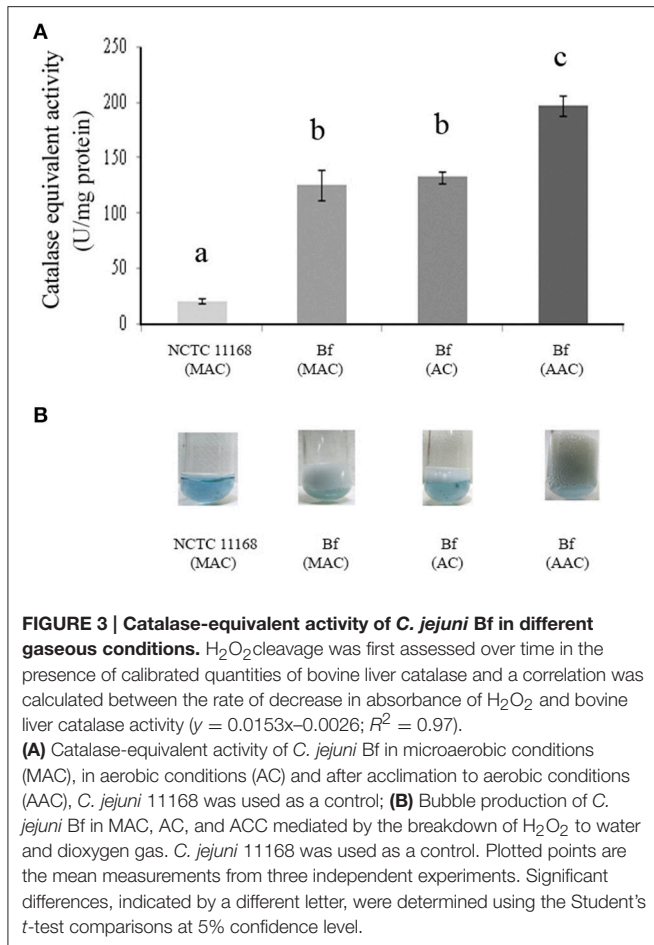 A
Catalase equivalent activity
(U/mg protein)
250
200
150
100
50
0
a
b
b
c
NCTC 11168
(MAC)
Bf
(MAC)
Bf
(AC)
Bf
(AAC)
B
NCTC 11168
(MAC)
Bf
(MAC)
Bf
(AC)
Bf
(AAC)
FIGURE 3 | Catalase-equivalent activity of C. jejuni Bf in different
gaseous conditions. H₂O₂cleavage was first assessed over time in the
presence of calibrated quantities of bovine liver catalase and a correlation was
calculated between the rate of decrease in absorbance of H₂O₂ and bovine
liver catalase activity (y = 0.0153x–0.0026; R² = 0.97).
(A) Catalase-equivalent activity of C. jejuni Bf in microaerobic conditions
(MAC), in aerobic conditions (AC) and after acclimation to aerobic conditions
(AAC), C. jejuni 11168 was used as a control; (B) Bubble production of C.
jejuni Bf in MAC, AC, and ACC mediated by the breakdown of H₂O₂ to water
and dioxygen gas. C. jejuni 11168 was used as a control. Plotted points are
the mean measurements from three independent experiments. Significant
differences, indicated by a different letter, were determined using the Student's
t-test comparisons at 5% confidence level.